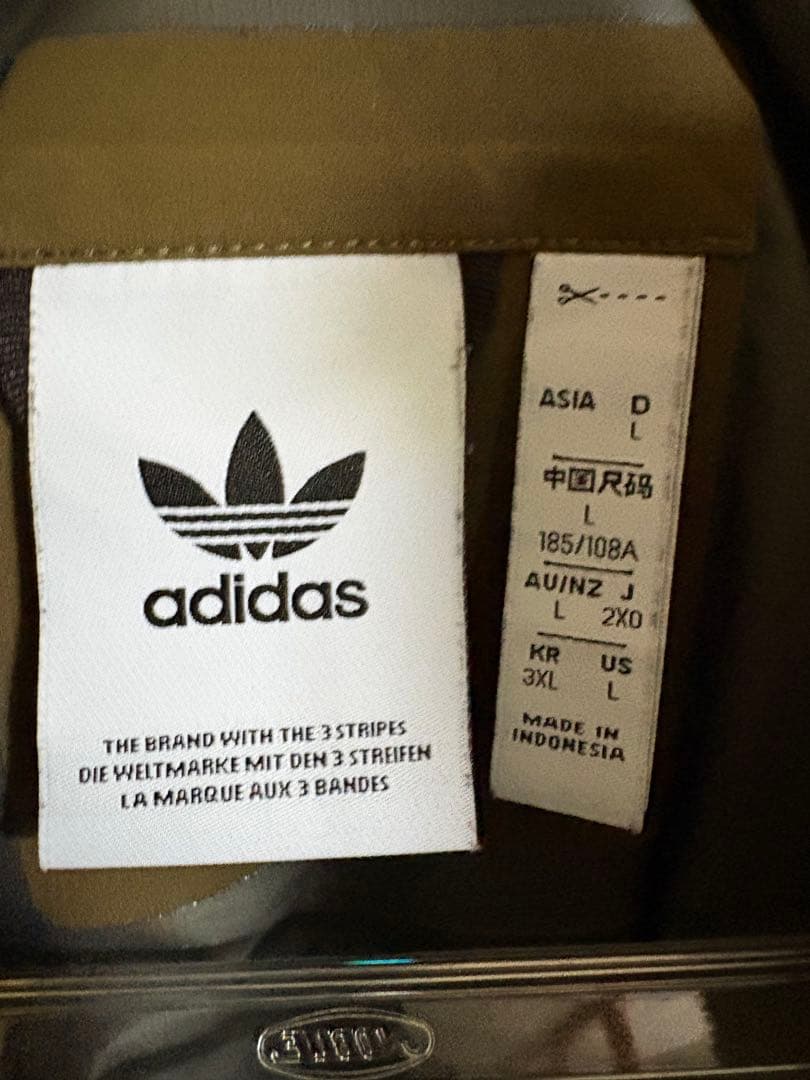 adidas
THE BRAND WITH THE 3 STRIPES
DIE WELTMARKE MIT DEN 3 STREIFEN
LA MARQUE AUX 3 BANDES
ASIA D
L
中国尺码
L
185/108A
AU/NZ J
L 2XO
KR US
3XL L
MADE IN
INDONESIA